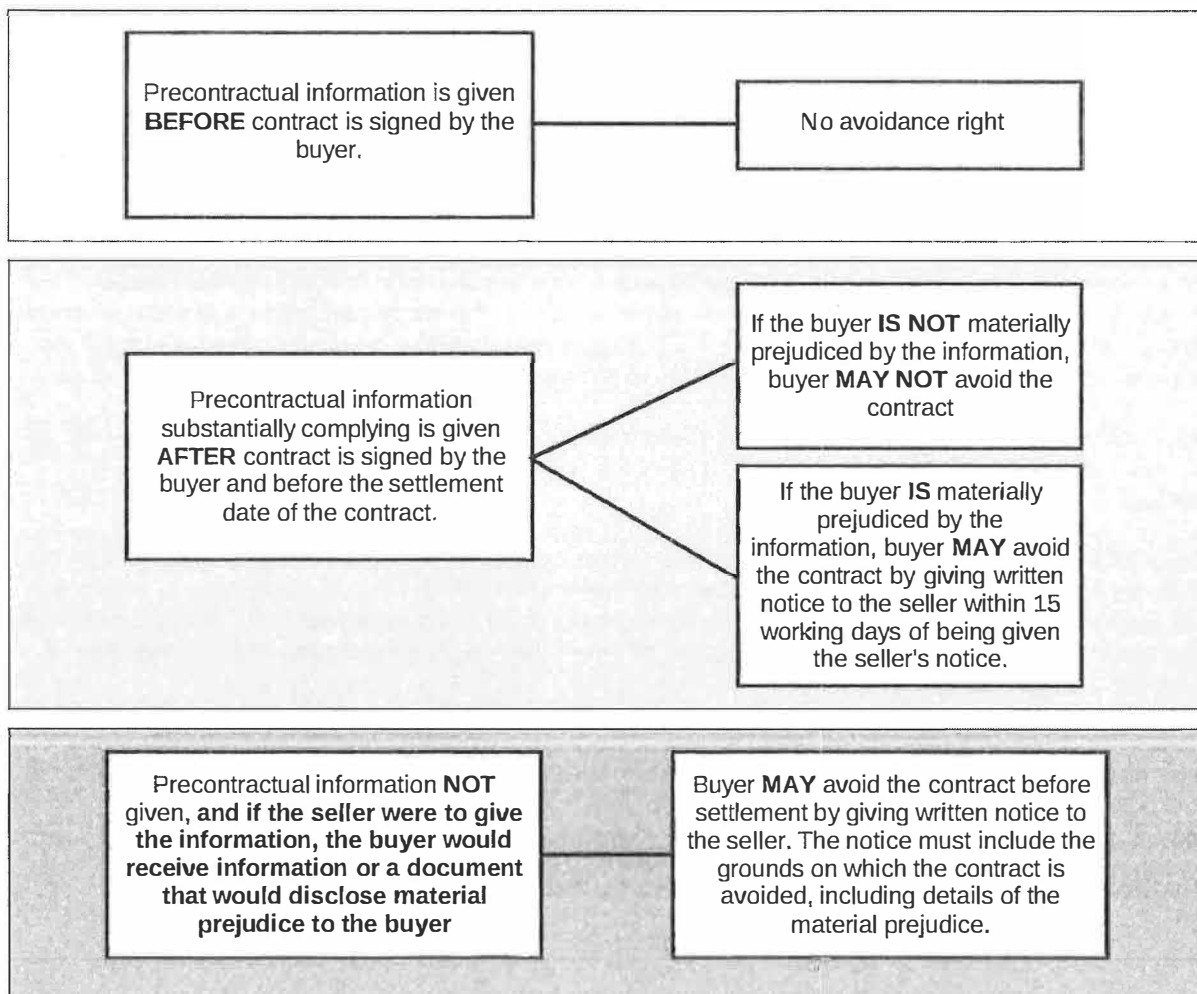 Precontractual information is given
BEFORE contract is signed by the
buyer.
No avoidance right
Precontractual information
substantially complying is given
AFTER contract is signed by the
buyer and before the settlement
date of the contract.
If the buyer IS NOT materially
prejudiced by the information,
buyer MAY NOT avoid the
contract
If the buyer IS materially
prejudiced by the
information, buyer MAY avoid
the contract by giving written
notice to the seller within 15
working days of being given
the seller's notice.
Precontractual information NOT
given, and if the seller were to give
the information, the buyer would
receive information or a document
that would disclose material
prejudice to the buyer
Buyer MAY avoid the contract before
settlement by giving written notice to
the seller. The notice must include the
grounds on which the contract is
avoided, including details of the
material prejudice.